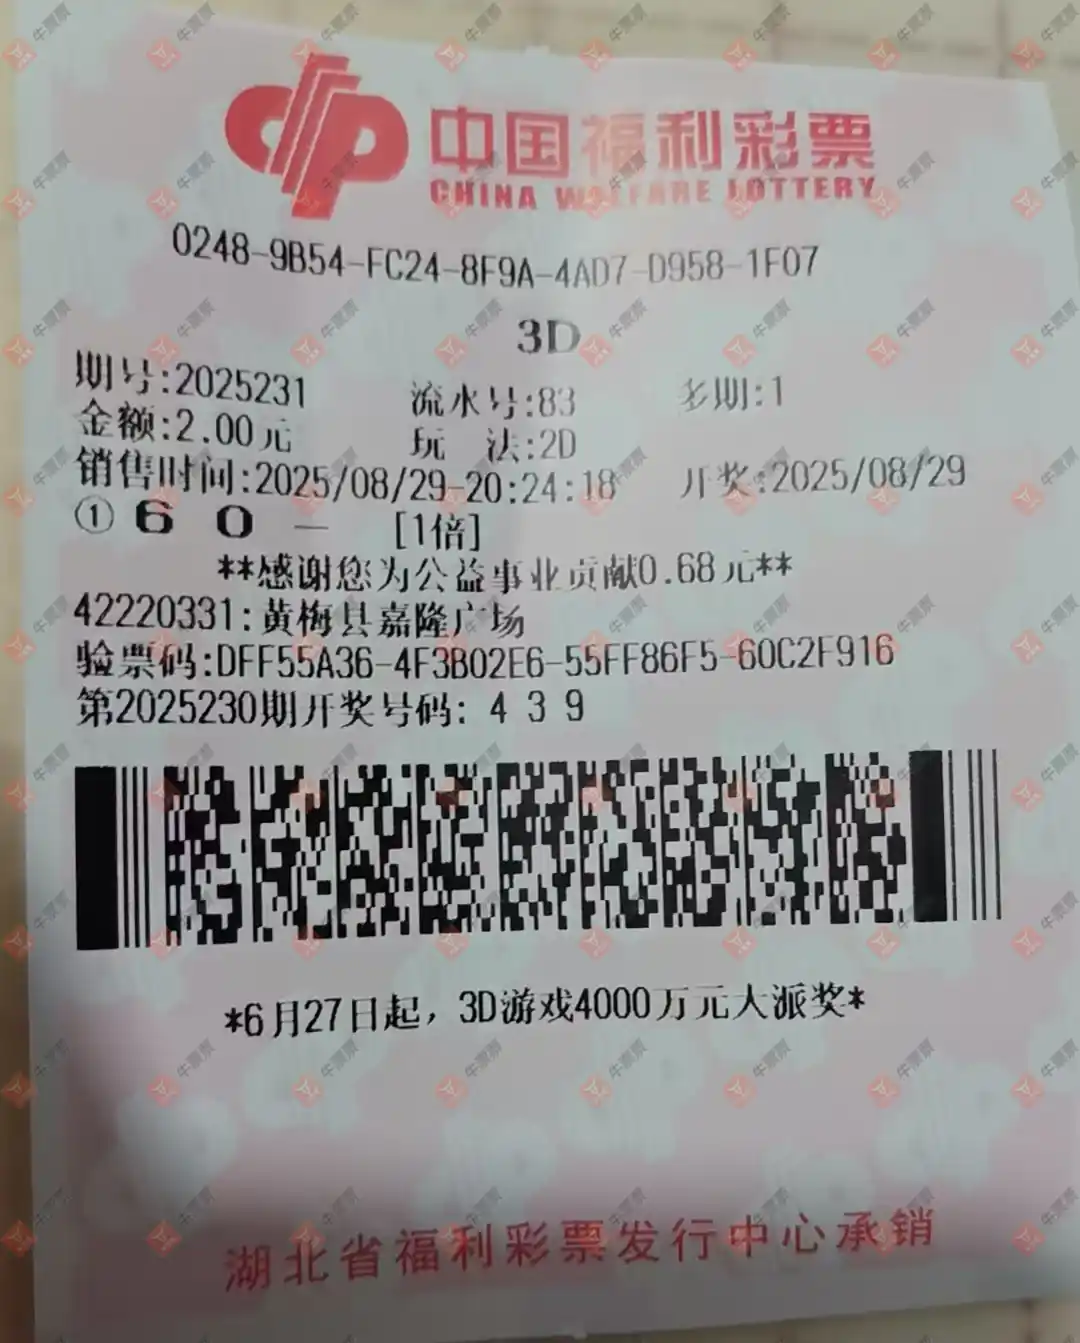 中国福利彩票
CHINA WELFARE LOTTERY
0248-9B54-FC24-8F9A-4AD7-D958-1F07
3D
期号:2025231 流水号:83 多期:1
金额:2.00元 玩 法:2D
销售时间:2025/08/29-20:24:18 开奖:2025/08/29
① 6 0 — [1倍]
**感谢您为公益事业贡献0.68元**
42220331:黄梅县嘉隆广场
验票码:DFF55A36-4F3B02E6-55FF86F5-60C2F916
第2025230期开奖号码: 4 3 9
*6月27日起，3D游戏4000万元大派奖*
湖北省福利彩票发行中心承销